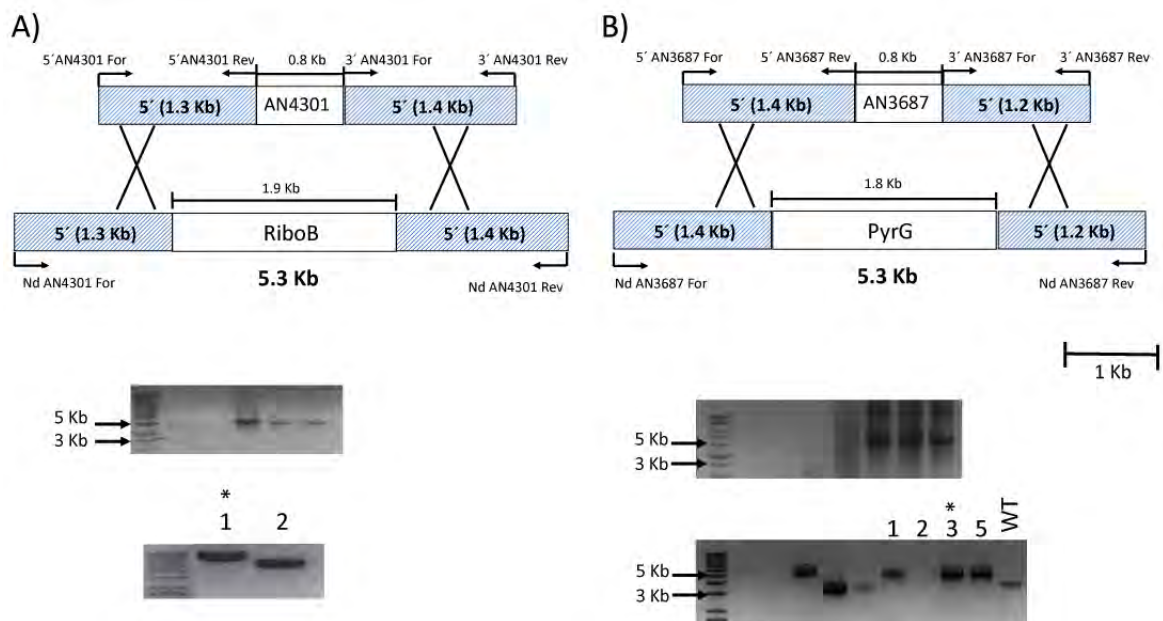 A)
5´AN4301 For
5´AN4301 Rev
0.8 Kb
3´ AN4301 For
3´ AN4301 Rev
5´ (1.3 Kb)
AN4301
5´ (1.4 Kb)
1.9 Kb
5´ (1.3 Kb)
RiboB
5´ (1.4 Kb)
Nd AN4301 For
5.3 Kb
Nd AN4301 Rev
5 Kb
3 Kb
*
1 2
B)
5´ AN3687 For
5´ AN3687 Rev
0.8 Kb
3´ AN3687 For
3´ AN3687 Rev
5´ (1.4 Kb)
AN3687
5´ (1.2 Kb)
1.8 Kb
5´ (1.4 Kb)
PyrG
5´ (1.2 Kb)
Nd AN3687 For
5.3 Kb
Nd AN3687 Rev
1 Kb
5 Kb
3 Kb
*
1 2 3 5 WT
5 Kb
3 Kb